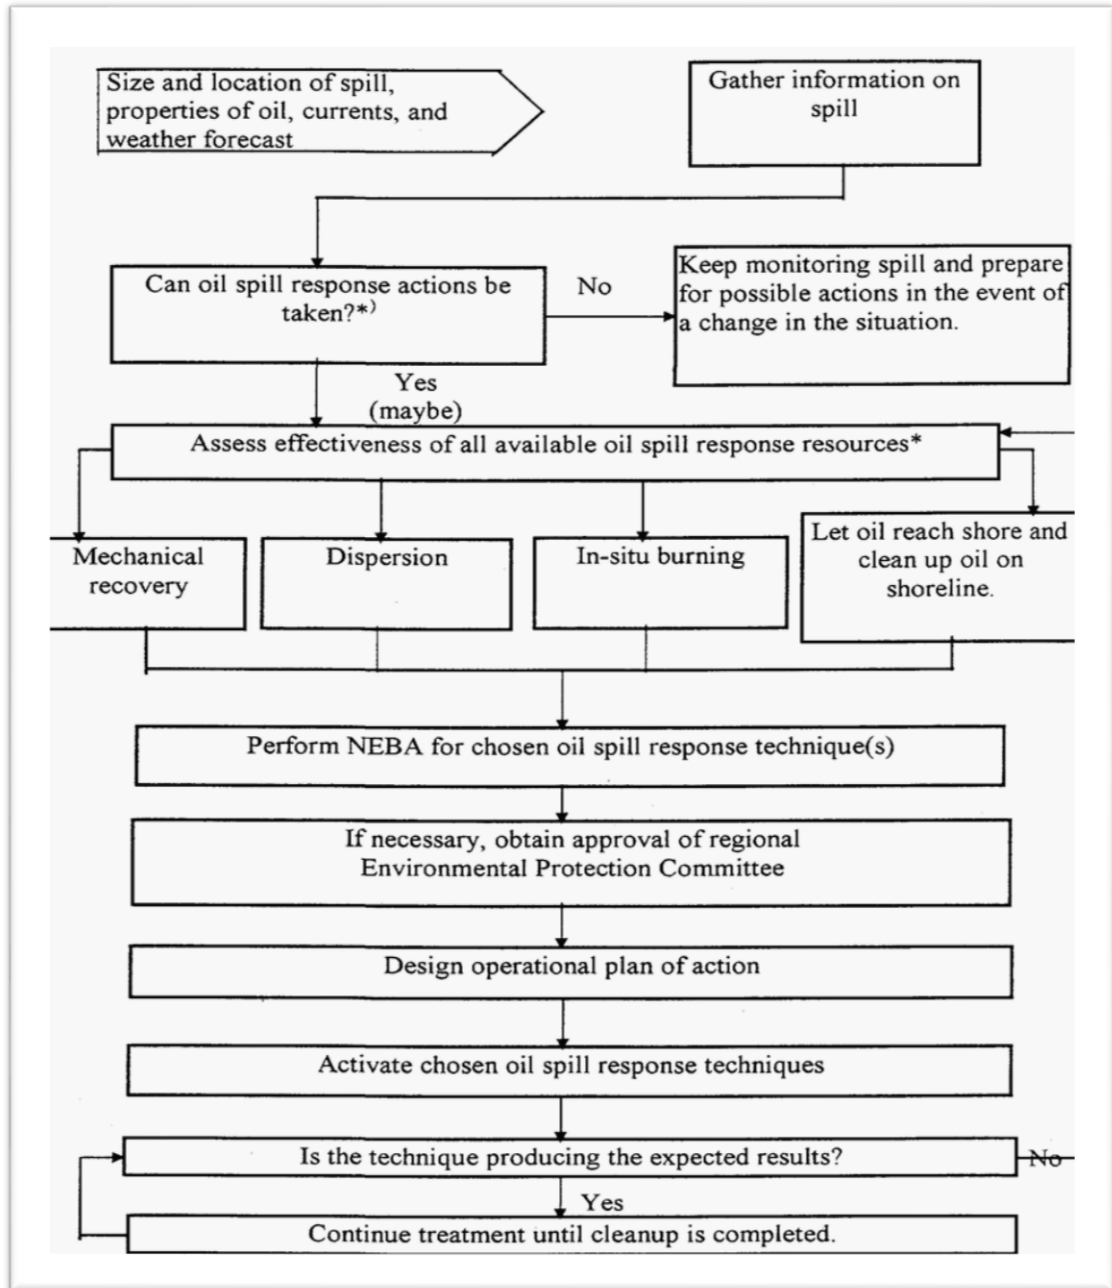 Size and location of spill,
properties of oil, currents, and
weather forecast
Gather information on
spill
Can oil spill response actions be
taken?*)
No
Keep monitoring spill and prepare
for possible actions in the event of
a change in the situation.
Yes
(maybe)
Assess effectiveness of all available oil spill response resources*
Mechanical
recovery
Dispersion
In-situ burning
Let oil reach shore and
clean up oil on
shoreline.
Perform NEBA for chosen oil spill response technique(s)
If necessary, obtain approval of regional
Environmental Protection Committee
Design operational plan of action
Activate chosen oil spill response techniques
Is the technique producing the expected results?
No
Yes
Continue treatment until cleanup is completed.